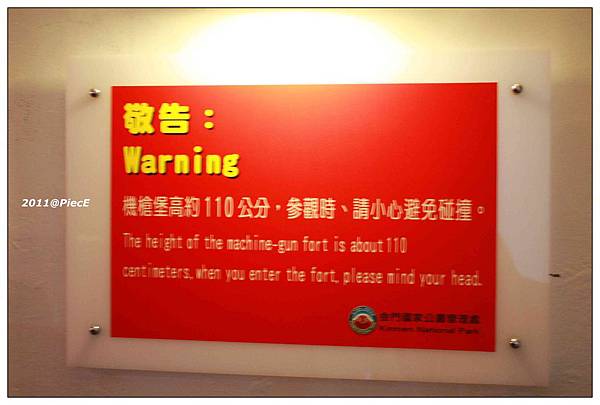 敬告：
Warning
機槍堡高約110公分，參觀時、請小心避免碰撞。
The height of the machine-gun fort is about 110
centimeters, when you enter the fort, please mind your head.
金門國家公園管理處
Kinmen National Park
2011@PiecE